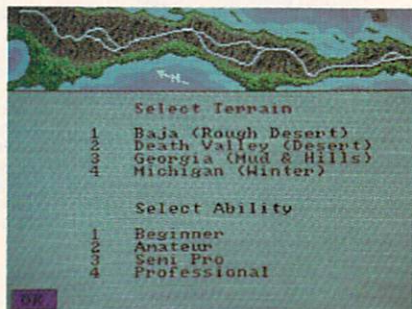 N
Select Terrain
1 Baja (Rough Desert)
2 Death Valley (Desert)
3 Georgia (Mud & Hills)
4 Michigan (Winter)
Select Ability
1 Beginner
2 Amateur
3 Semi Pro
4 Professional
OK